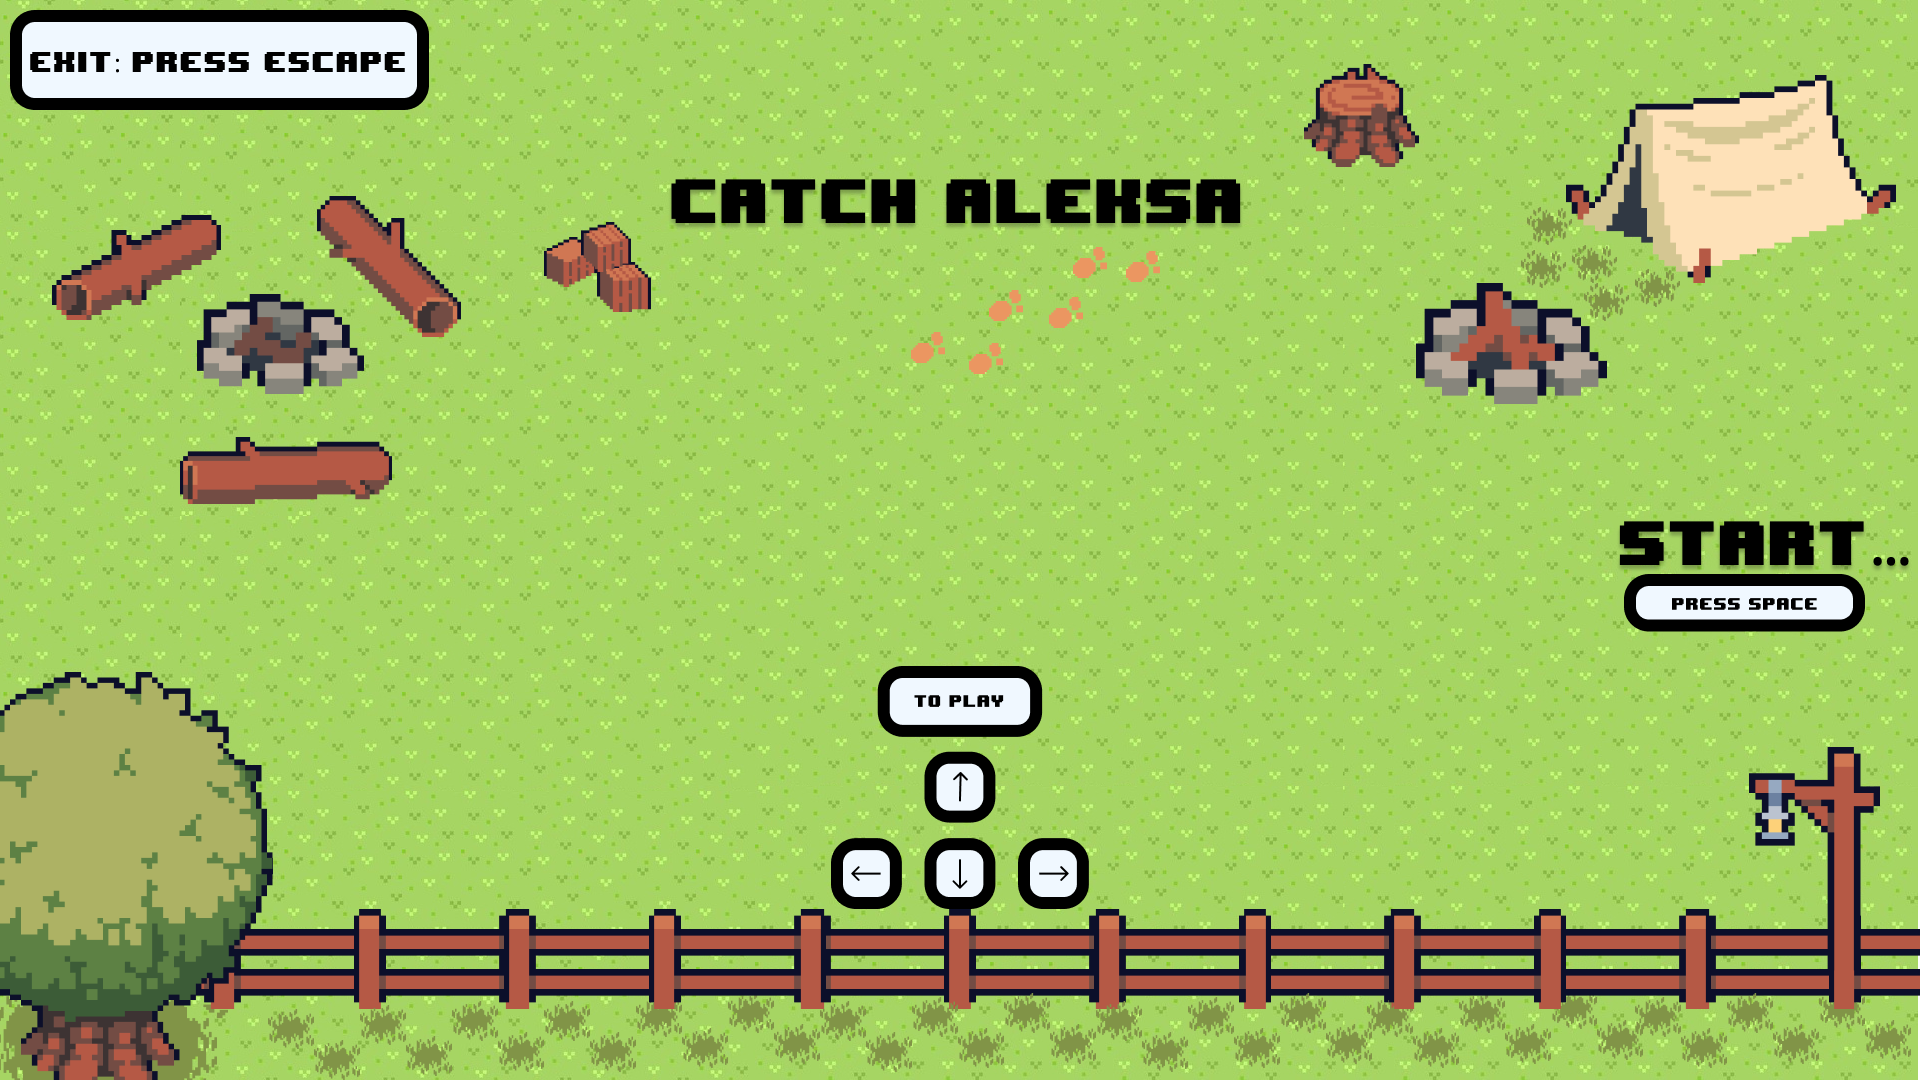 EXIT: PRESS ESCAPE
CATCH ALEKSA
START...
PRESS SPACE
TO PLAY
↑
← ↓ →